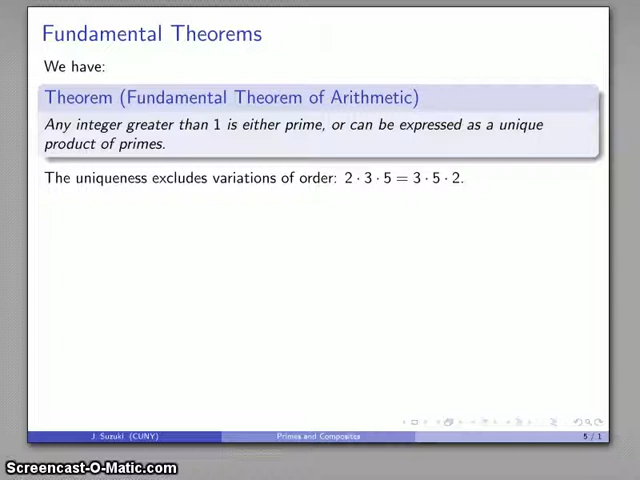 Fundamental Theorems
We have:
Theorem (Fundamental Theorem of Arithmetic)
Any integer greater than 1 is either prime, or can be expressed as a unique
product of primes.
The uniqueness excludes variations of order: 2 · 3 · 5 = 3 · 5 · 2.
J. Suzuki (CUNY)
Primes and Composites
5 / 1
Screencast-O-Matic.com